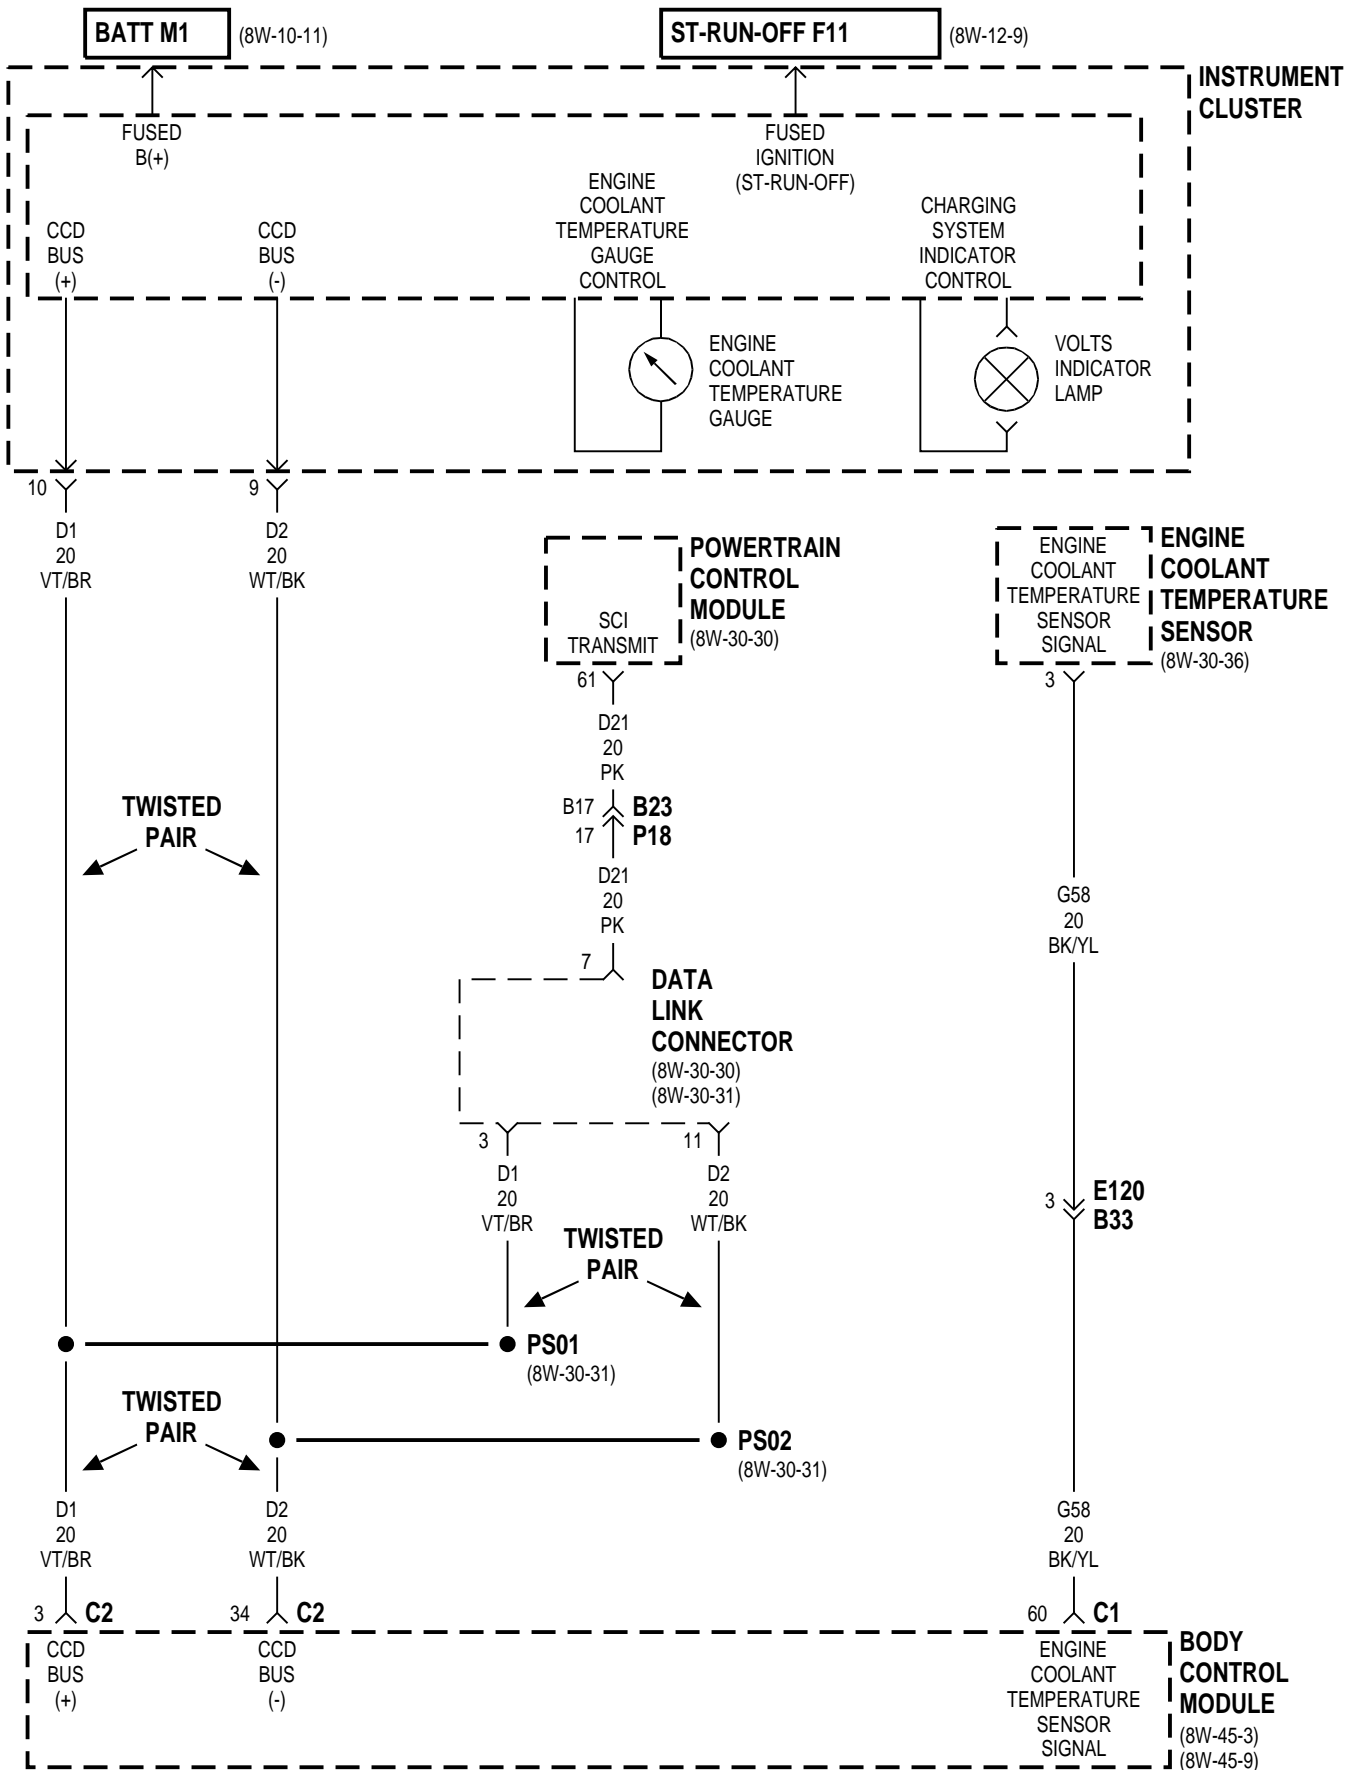 BATT M1 (8W-10-11)
ST-RUN-OFF F11 (8W-12-9)
INSTRUMENT
CLUSTER
FUSED
B(+)
FUSED
IGNITION
(ST-RUN-OFF)
CCD
BUS
(+)
CCD
BUS
(-)
ENGINE
COOLANT
TEMPERATURE
GAUGE
CONTROL
CHARGING
SYSTEM
INDICATOR
CONTROL
ENGINE
COOLANT
TEMPERATURE
GAUGE
VOLTS
INDICATOR
LAMP
10
9
D1
20
VT/BR
D2
20
WT/BK
SCI
TRANSMIT
POWERTRAIN
CONTROL
MODULE
(8W-30-30)
ENGINE
COOLANT
TEMPERATURE
SENSOR
SIGNAL
ENGINE
COOLANT
TEMPERATURE
SENSOR
(8W-30-36)
61
3
D21
20
PK
TWISTED
PAIR
B17 B23
17 P18
D21
20
PK
G58
20
BK/YL
7
DATA
LINK
CONNECTOR
(8W-30-30)
(8W-30-31)
3
11
D1
20
VT/BR
D2
20
WT/BK
3 E120
B33
TWISTED
PAIR
PS01
(8W-30-31)
TWISTED
PAIR
PS02
(8W-30-31)
D1
20
VT/BR
D2
20
WT/BK
G58
20
BK/YL
3 C2
34 C2
60 C1
CCD
BUS
(+)
CCD
BUS
(-)
ENGINE
COOLANT
TEMPERATURE
SENSOR
SIGNAL
BODY
CONTROL
MODULE
(8W-45-3)
(8W-45-9)